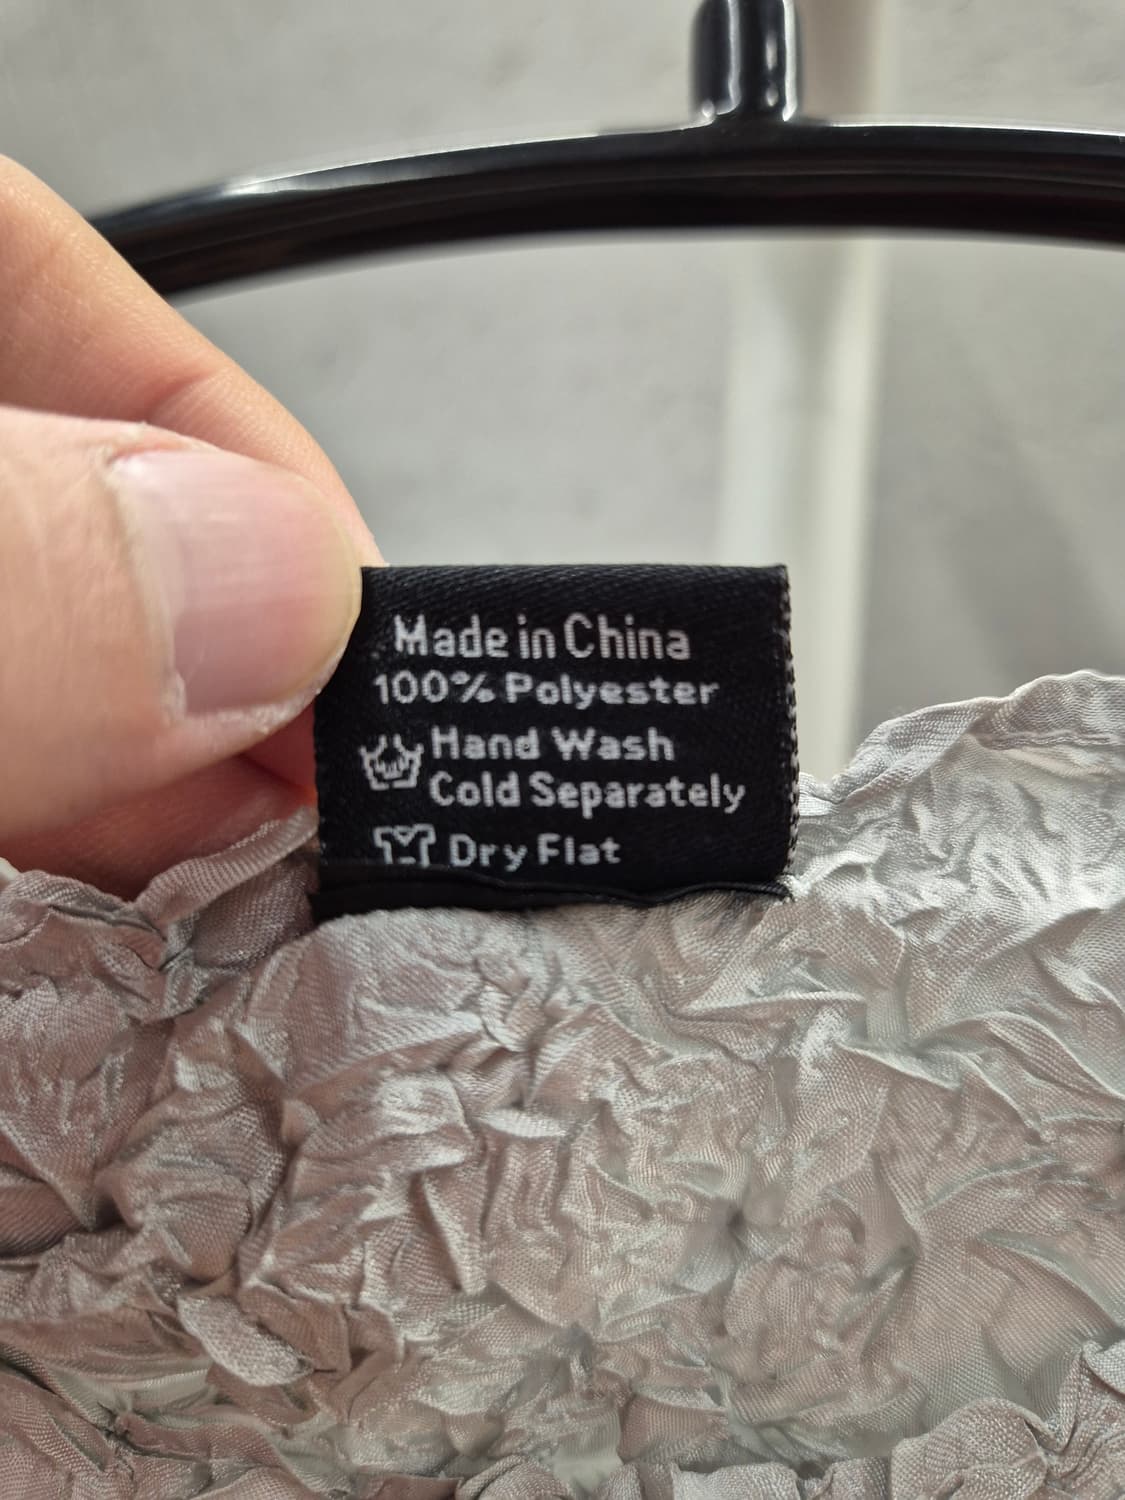 Made in China
100% Polyester
Hand Wash
Cold Separately
Dry Flat